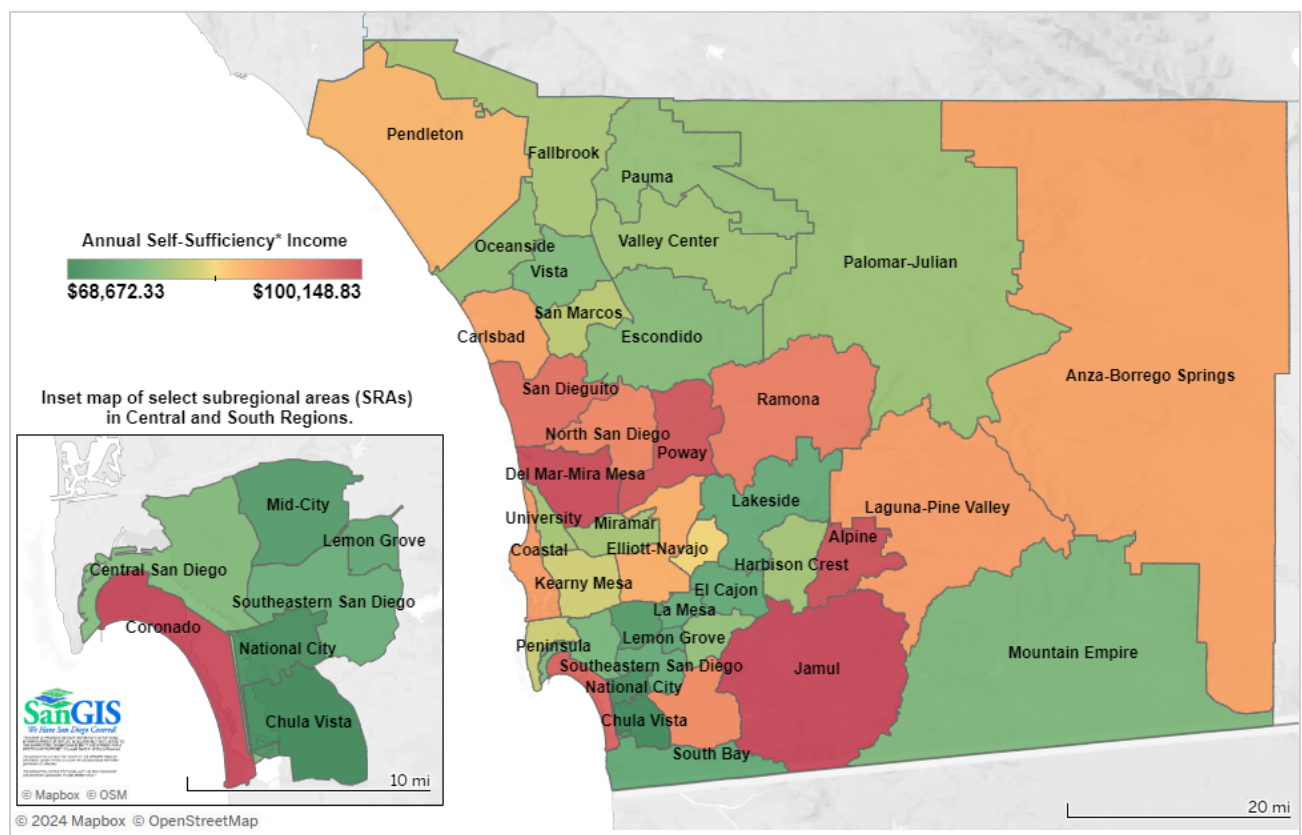 Pendleton
Fallbrook
Pauma
Oceanside
Valley Center
Vista
Palomar-Julian
Annual Self-Sufficiency* Income
$68,672.33 $100,148.83
San Marcos
Carlsbad
Escondido
Anza-Borrego Springs
San Dieguito
Ramona
Inset map of select subregional areas (SRAs)
in Central and South Regions.
North San Diego
Poway
Del Mar-Mira Mesa
Lakeside
Laguna-Pine Valley
University
Miramar
Alpine
Coastal
Elliott-Navajo
Harbison Crest
Kearny Mesa
El Cajon
La Mesa
Lemon Grove
Peninsula
Southeastern San Diego
Jamul
Mountain Empire
National City
Chula Vista
South Bay
Mid-City
Lemon Grove
Central San Diego
Southeastern San Diego
Coronado
National City
Chula Vista
SanGIS
We Have San Diego Covered!
10 mi
© Mapbox © OSM
20 mi
© 2024 Mapbox © OpenStreetMap